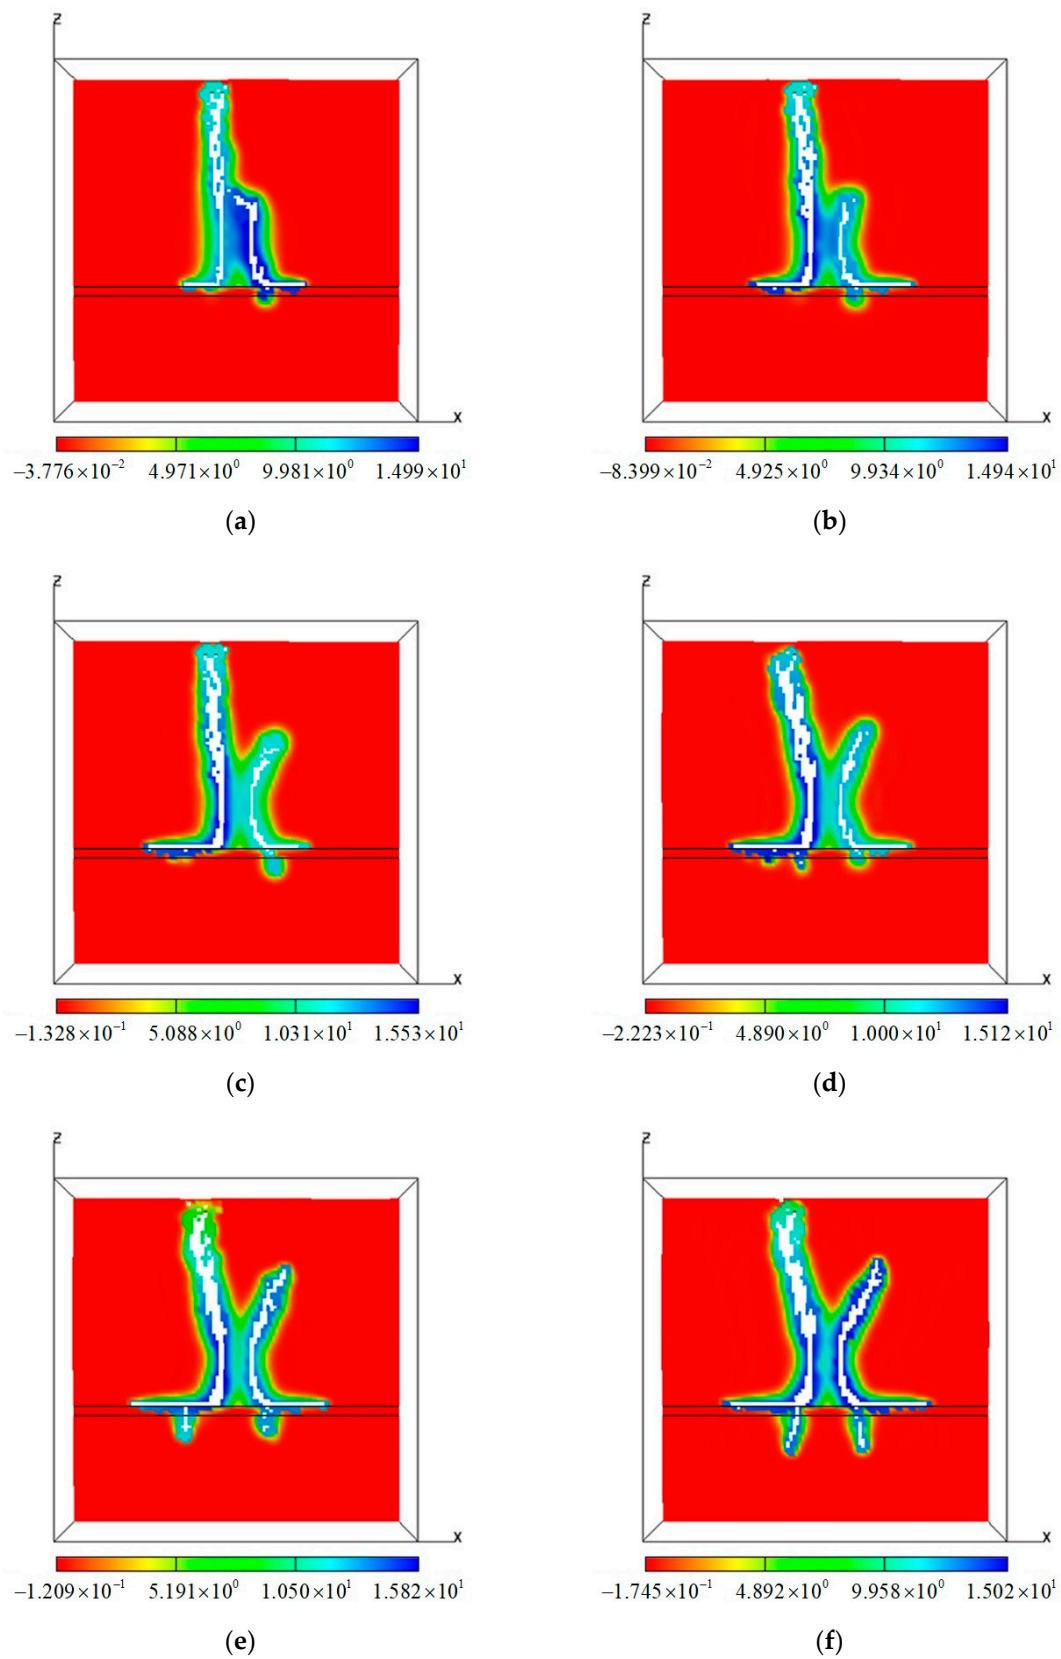 z z
x x
−3.776×10⁻² 4.971×10⁰ 9.981×10⁰ 1.499×10¹ −8.399×10⁻² 4.925×10⁰ 9.934×10⁰ 1.494×10¹
(a) (b)
z z
x x
−1.328×10⁻¹ 5.088×10⁰ 1.031×10¹ 1.553×10¹ −2.223×10⁻¹ 4.890×10⁰ 1.000×10¹ 1.512×10¹
(c) (d)
z z
x x
−1.209×10⁻¹ 5.191×10⁰ 1.050×10¹ 1.582×10¹ −1.745×10⁻¹ 4.892×10⁰ 9.958×10⁰ 1.502×10¹
(e) (f)